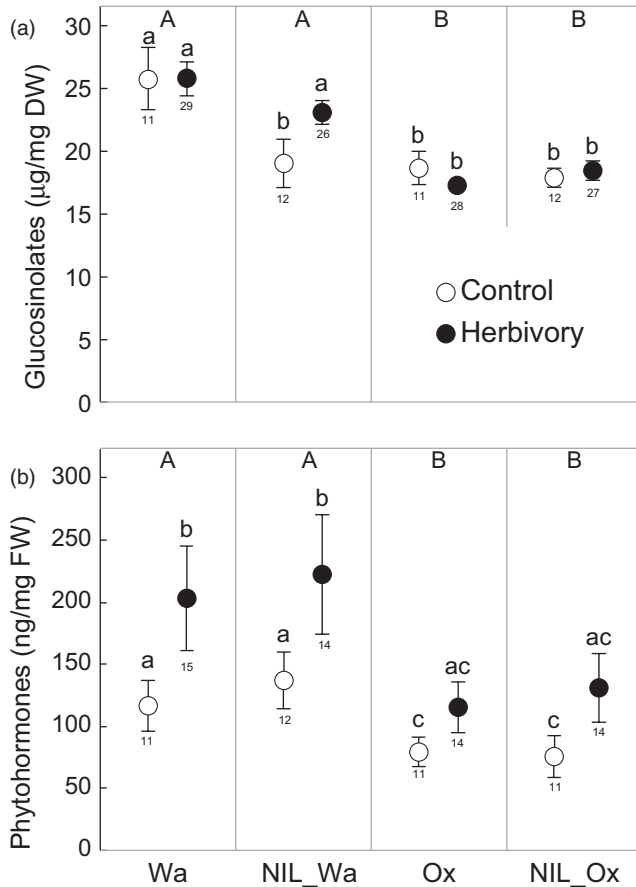 (a)
Glucosinolates (µg/mg DW)
30
25
20
15
10
5
0
A A B B
a a
11 29
b a
12 26
b b
11 28
b b
12 27
Control
Herbivory
(b)
Phytohormones (ng/mg FW)
300
250
200
150
100
50
0
A A B B
a b
11 15
a b
12 14
c ac
11 14
c ac
11 14
Wa NIL_Wa Ox NIL_Ox